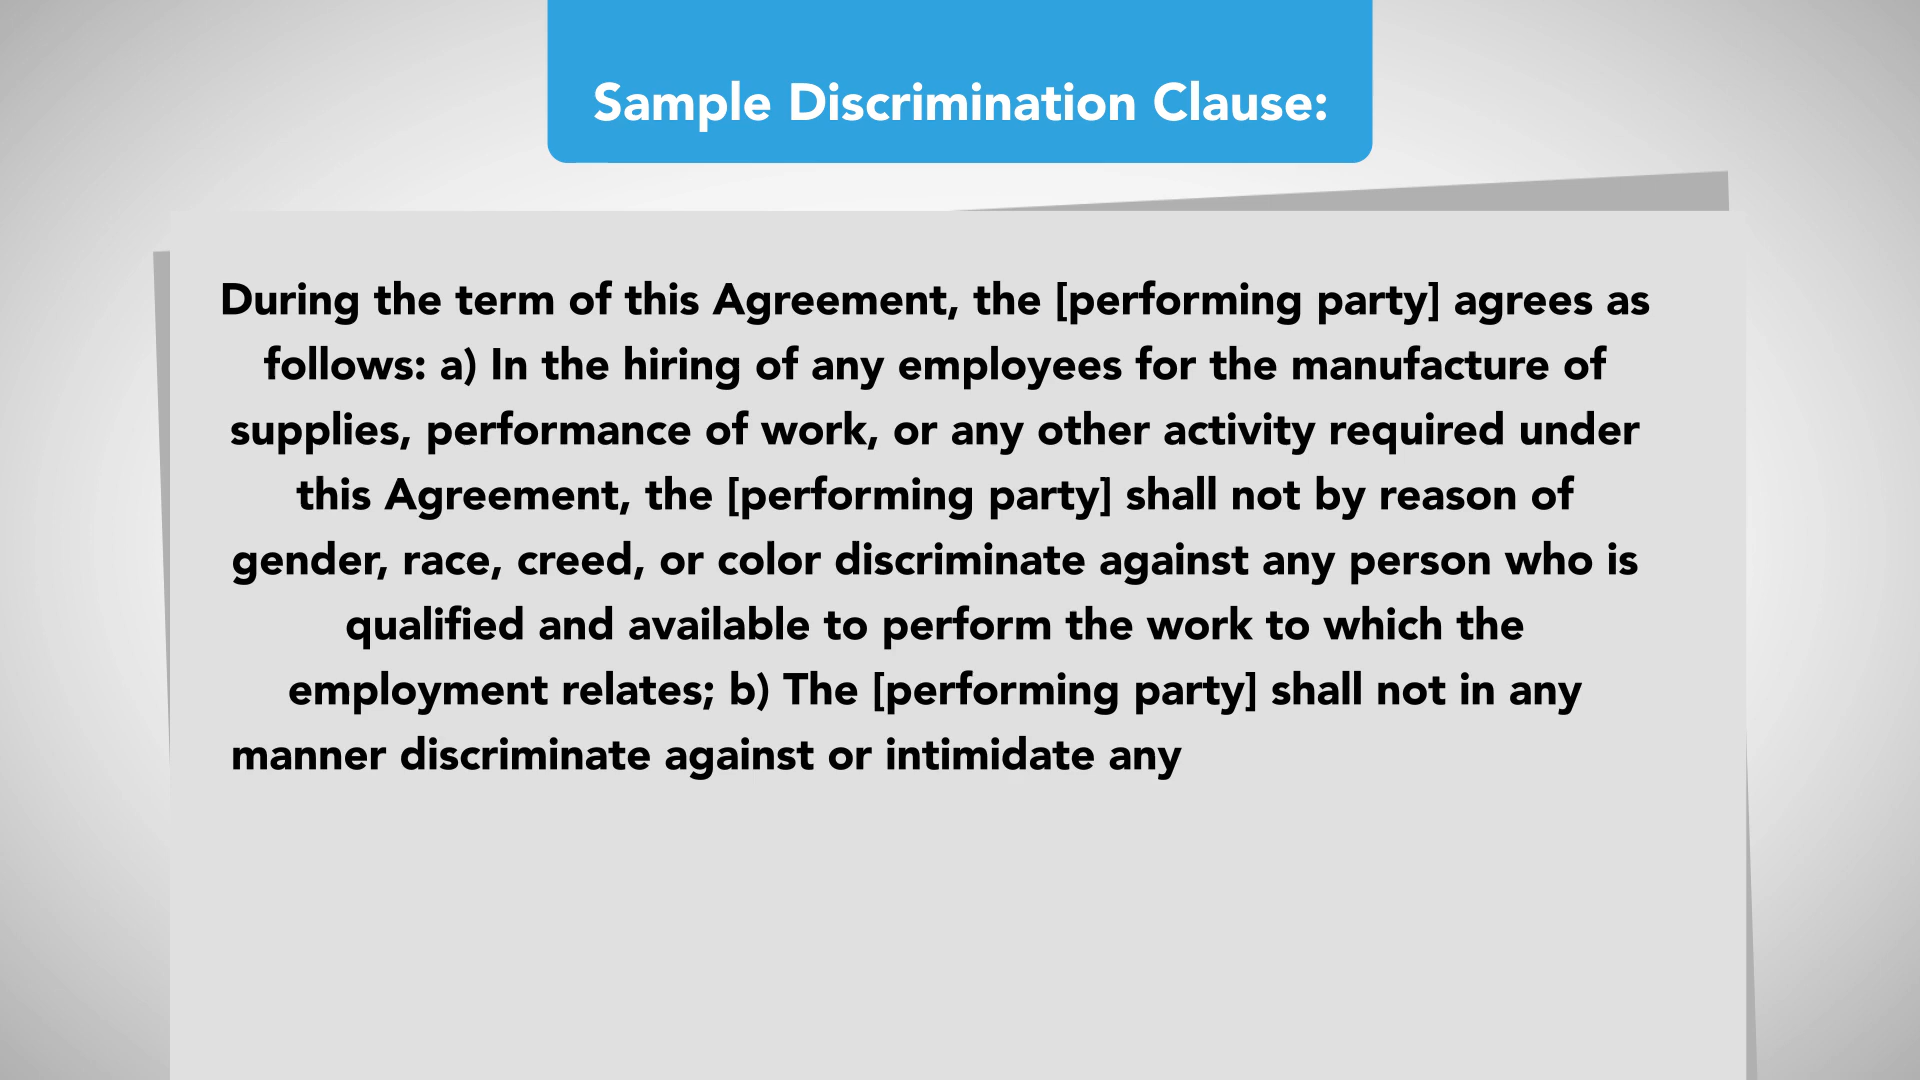 Sample Discrimination Clause:
During the term of this Agreement, the [performing party] agrees as
follows: a) In the hiring of any employees for the manufacture of
supplies, performance of work, or any other activity required under
this Agreement, the [performing party] shall not by reason of
gender, race, creed, or color discriminate against any person who is
qualified and available to perform the work to which the
employment relates; b) The [performing party] shall not in any
manner discriminate against or intimidate any